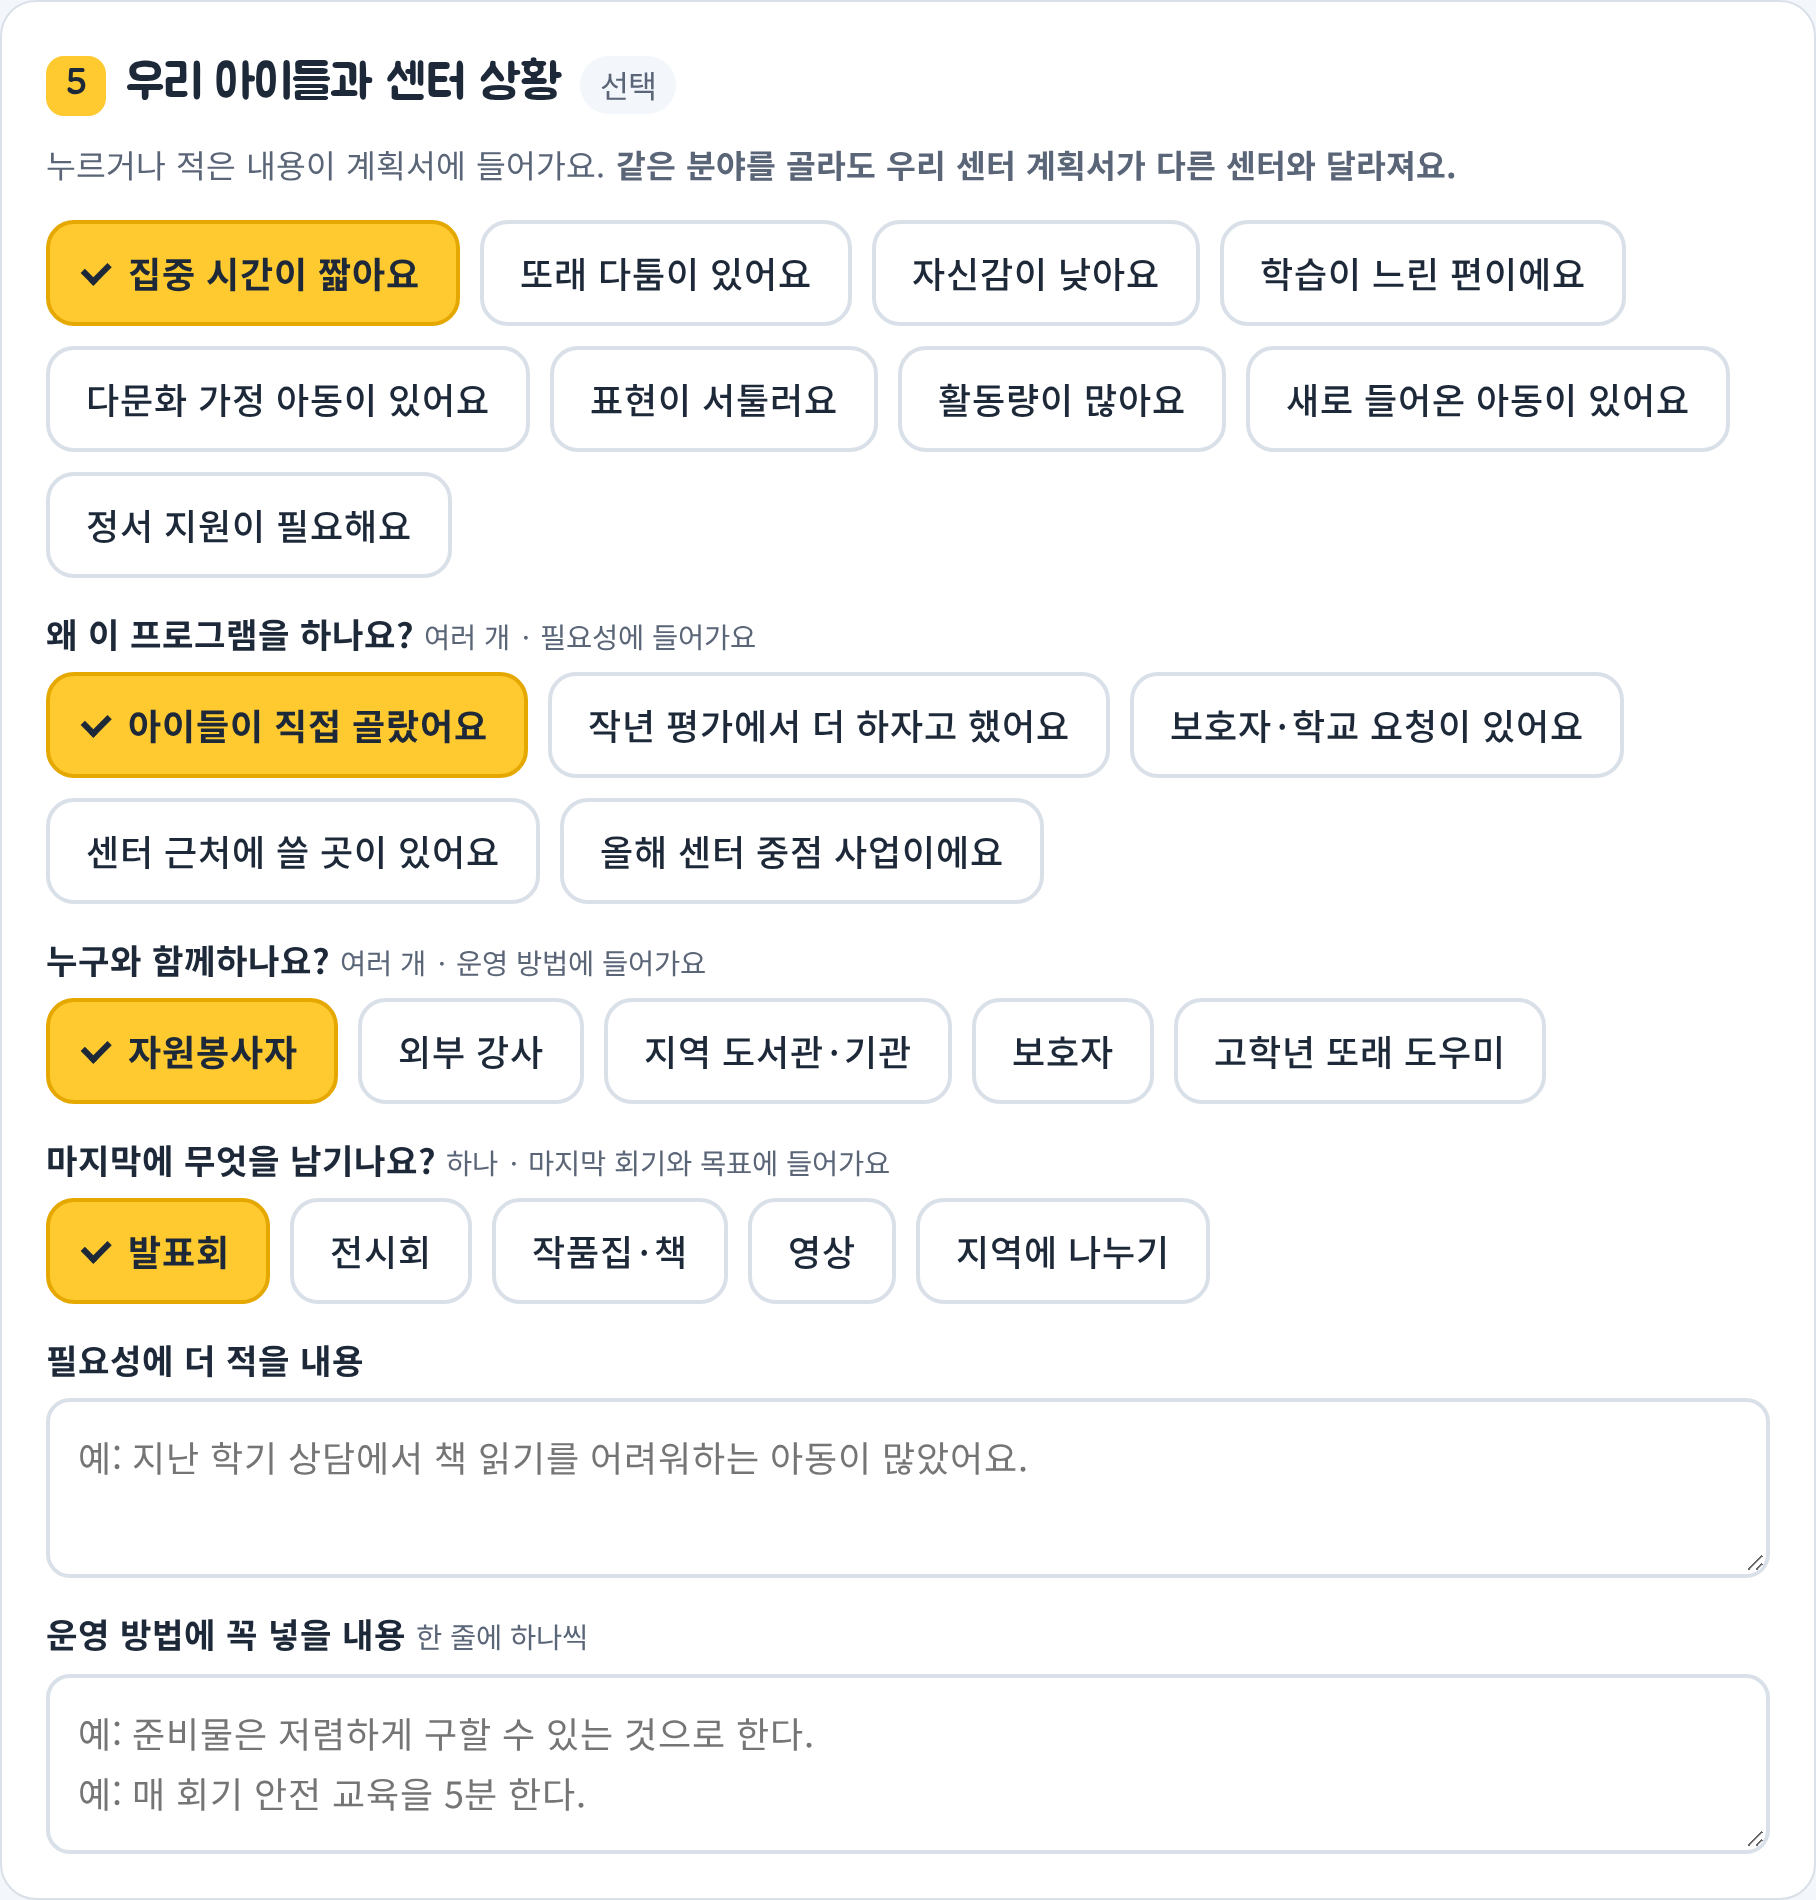 5 우리 아이들과 센터 상황 선택
누르거나 적은 내용이 계획서에 들어가요. 같은 분야를 골라도 우리 센터 계획서가 다른 센터와 달라져요.
✓ 집중 시간이 짧아요 또래 다툼이 있어요 자신감이 낮아요 학습이 느린 편이에요
다문화 가정 아동이 있어요 표현이 서툴러요 활동량이 많아요 새로 들어온 아동이 있어요
정서 지원이 필요해요
왜 이 프로그램을 하나요? 여러 개 · 필요성에 들어가요
✓ 아이들이 직접 골랐어요 작년 평가에서 더 하자고 했어요 보호자·학교 요청이 있어요
센터 근처에 쓸 곳이 있어요 올해 센터 중점 사업이에요
누구와 함께하나요? 여러 개 · 운영 방법에 들어가요
✓ 자원봉사자 외부 강사 지역 도서관·기관 보호자 고학년 또래 도우미
마지막에 무엇을 남기나요? 하나 · 마지막 회기와 목표에 들어가요
✓ 발표회 전시회 작품집·책 영상 지역에 나누기
필요성에 더 적을 내용
예: 지난 학기 상담에서 책 읽기를 어려워하는 아동이 많았어요.
운영 방법에 꼭 넣을 내용 한 줄에 하나씩
예: 준비물은 저렴하게 구할 수 있는 것으로 한다.
예: 매 회기 안전 교육을 5분 한다.